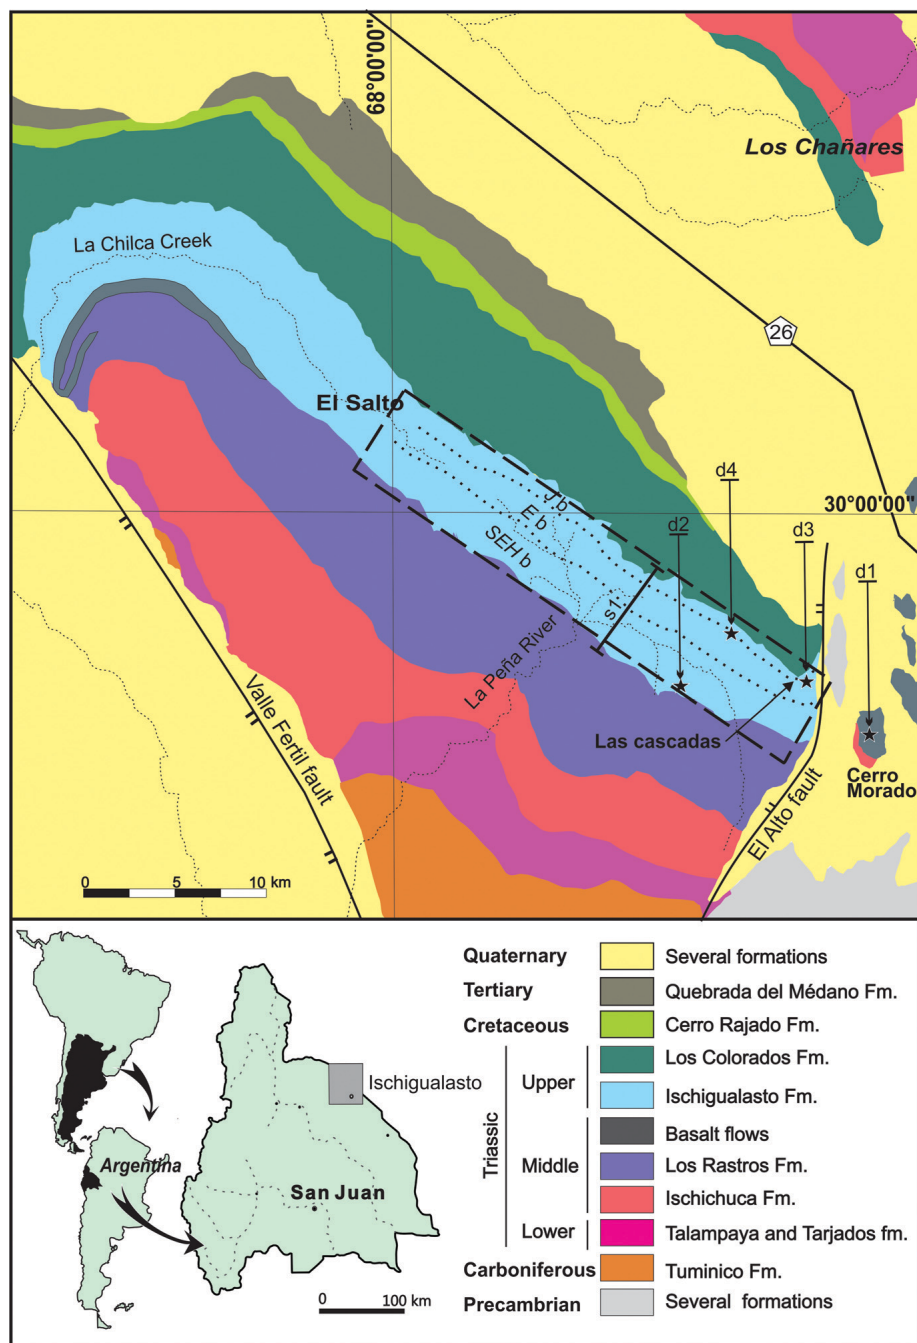 68°00'00"
Los Chañares
La Chilca Creek
26
El Salto
d4
30°00'00"
J b
E b
d2
d3
SEH b
d1
s1
La Peña River
Valle Fertil fault
Las cascadas
Cerro
Morado
El Alto fault
0 5 10 km
Quaternary Several formations
Tertiary Quebrada del Médano Fm.
Cretaceous Cerro Rajado Fm.
Triassic
Upper
Los Colorados Fm.
Ischigualasto Fm.
Middle
Basalt flows
Los Rastros Fm.
Ischichuca Fm.
Lower
Talampaya and Tarjados fm.
Carboniferous Tuminico Fm.
Precambrian Several formations
Ischigualasto
Argentina
San Juan
0 100 km